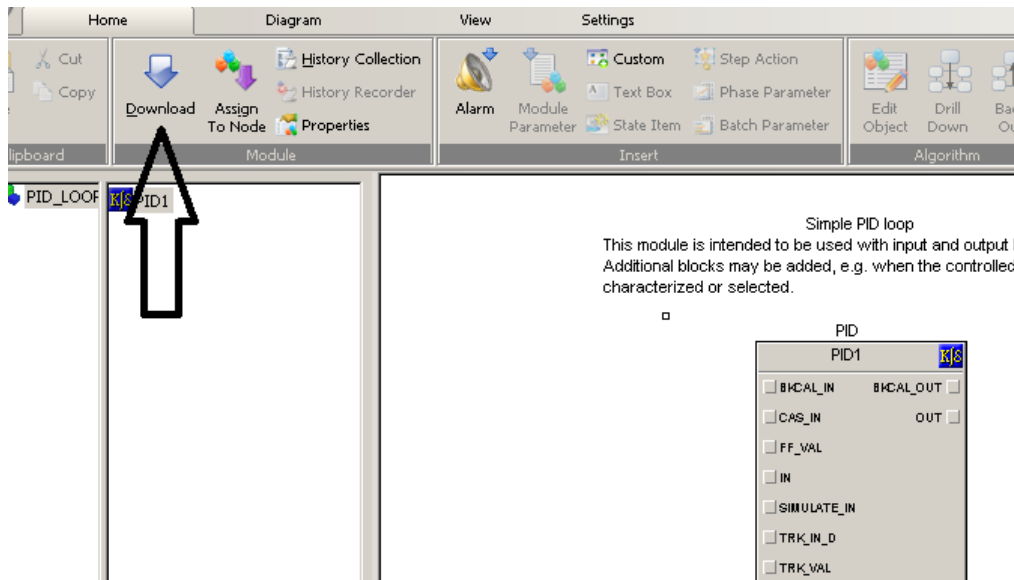 Home Diagram View Settings
Cut
Copy
Download
Assign
To Node
History Collection
History Recorder
Properties
Alarm
Module
Parameter
Custom
Text Box
State Item
Step Action
Phase Parameter
Batch Parameter
Edit
Object
Drill
Down
Module
Insert
Algorithm
PID_LOOP
PID1
Simple PID loop
This module is intended to be used with input and output
Additional blocks may be added, e.g. when the controlled
characterized or selected.
PID
PID1
BKCAL_IN BKCAL_OUT
CAS_IN OUT
FF_VAL
IN
SIMULATE_IN
TRK_IN_D
TRK_VAL